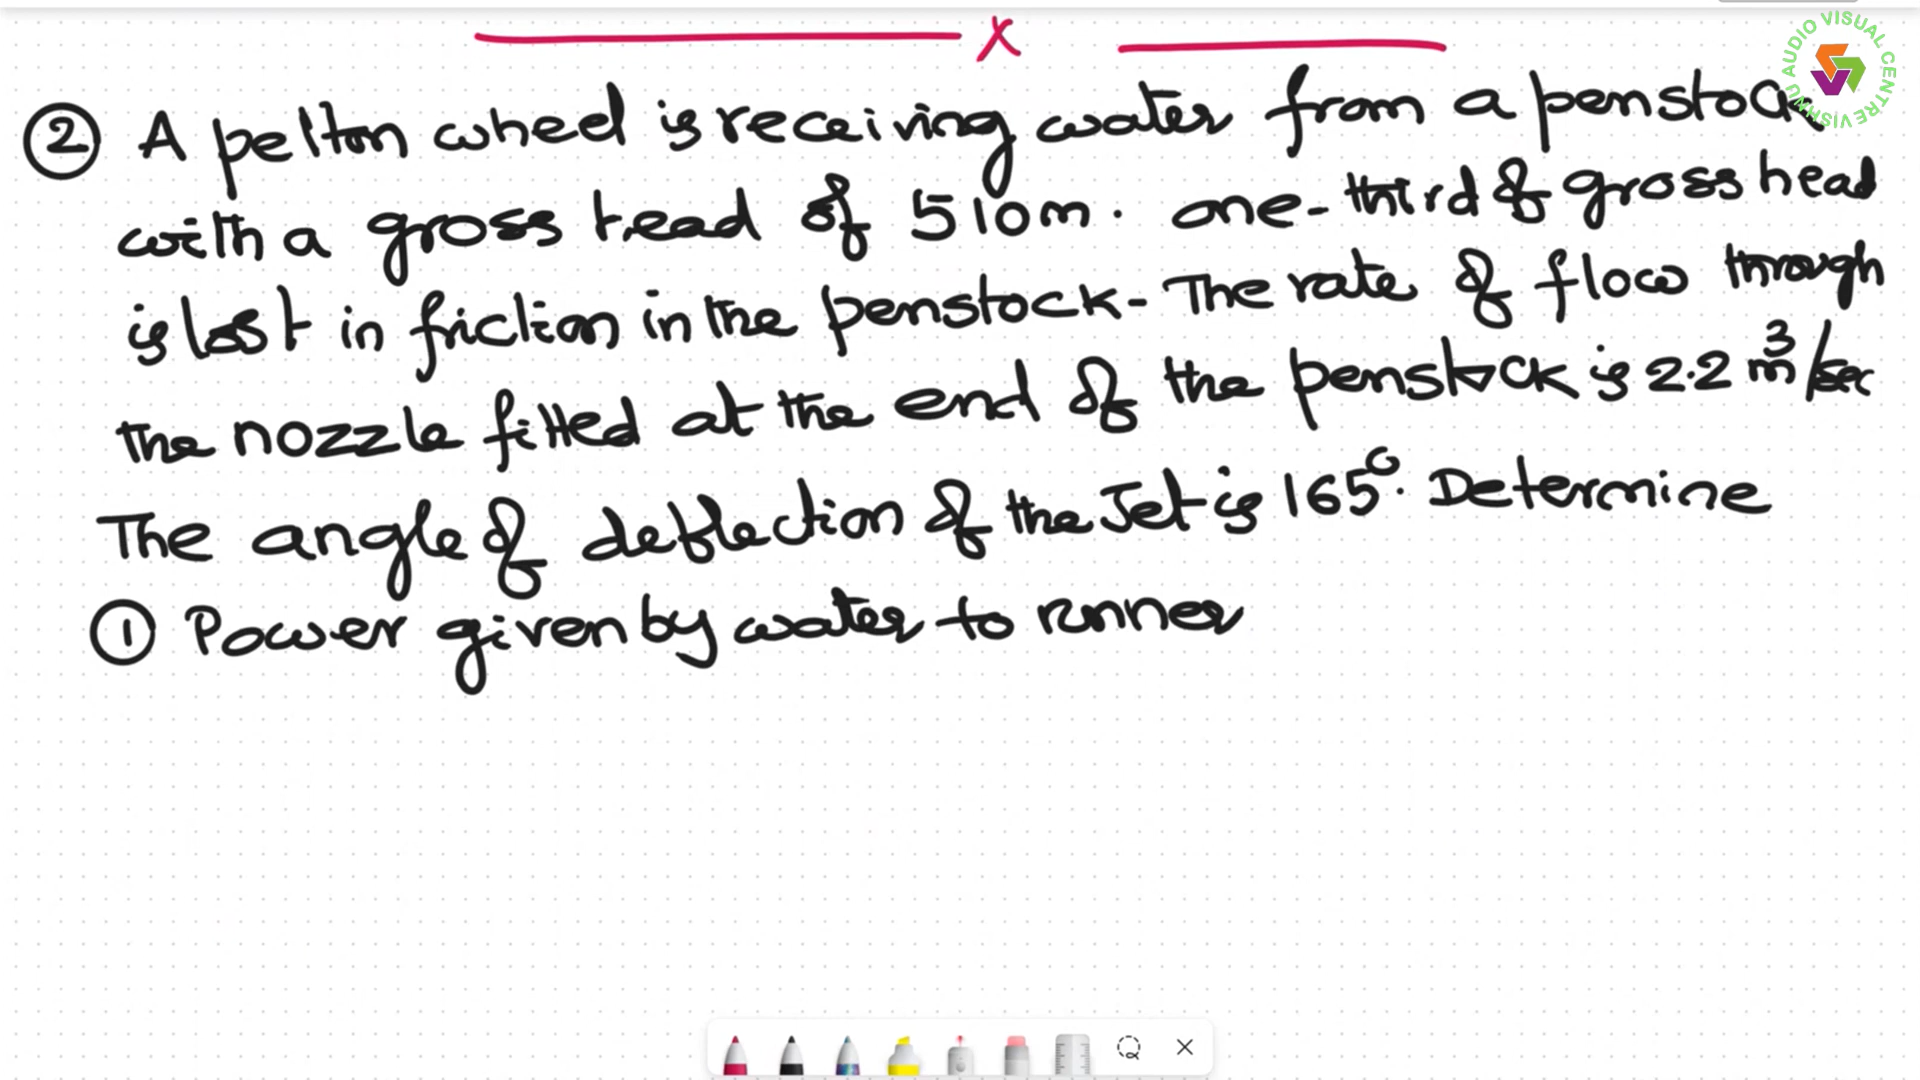 X
② A pelton wheel is receiving water from a penstock
with a gross head of 510m. one-third of gross head
is lost in friction in the penstock- The rate of flow through
the nozzle fitted at the end of the penstock is 2.2 m³/sec
The angle of deflection of the Jet is 165°. Determine
① Power given by water to runner
AUDIO VISUAL CENTRE VISHNU